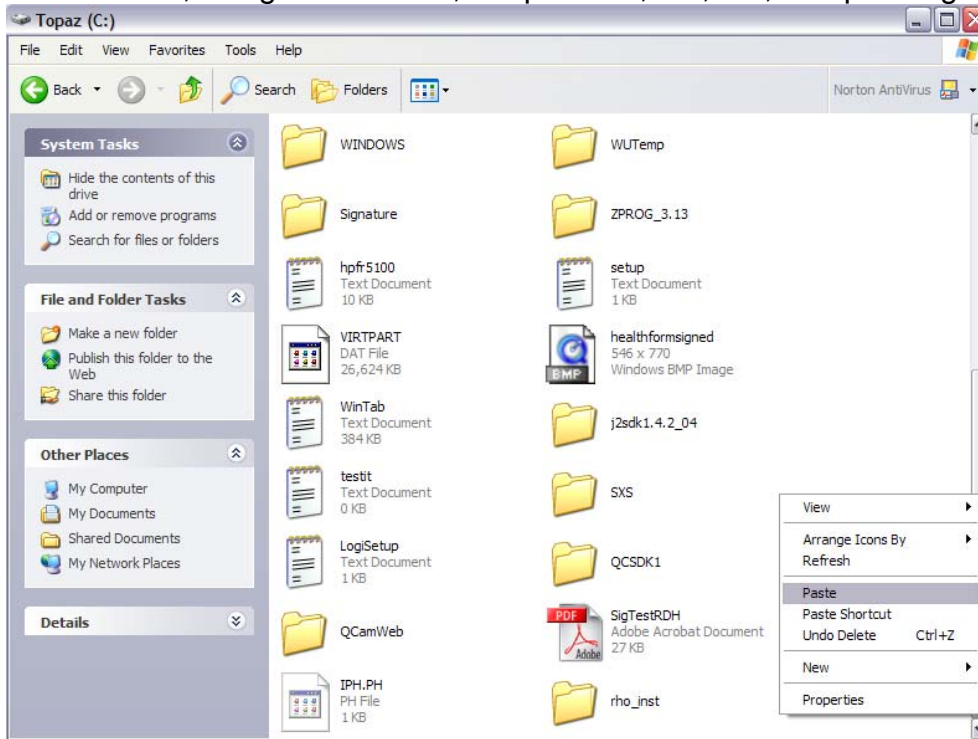 Topaz (C:)
File Edit View Favorites Tools Help
Back Search Folders Norton AntiVirus
System Tasks
Hide the contents of this
drive
Add or remove programs
Search for files or folders
File and Folder Tasks
Make a new folder
Publish this folder to the
Web
Share this folder
Other Places
My Computer
My Documents
Shared Documents
My Network Places
Details
WINDOWS
WUTemp
Signature
ZPROG_3.13
hpfr5100
Text Document
10 KB
setup
Text Document
1 KB
VIRTPART
DAT File
26,624 KB
BMP
healthformsigned
546 x 770
Windows BMP Image
WinTab
Text Document
384 KB
j2sdk1.4.2_04
testit
Text Document
0 KB
SXS
LogiSetup
Text Document
1 KB
QCSDK1
QCamWeb
PDF
Adobe
SigTestRDH
Adobe Acrobat Document
27 KB
IPH.PH
PH File
1 KB
rho_inst
View
Arrange Icons By
Refresh
Paste
Paste Shortcut
Undo Delete Ctrl+Z
New
Properties